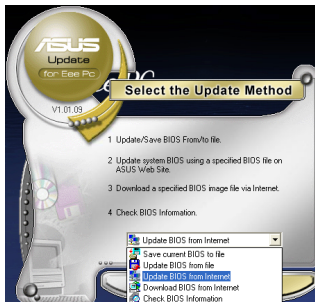 ASUS
Update
for Eee Pc
V1.01.09
Select the Update Method
1 Update/Save BIOS From/to file.
2 Update system BIOS using a specified BIOS file on
ASUS Web Site.
3 Download a specified BIOS image file via Internet.
4 Check BIOS Information.
Update BIOS from Internet
Save current BIOS to file
Update BIOS from file
Update BIOS from Internet
Download BIOS from Internet
Check BIOS Information